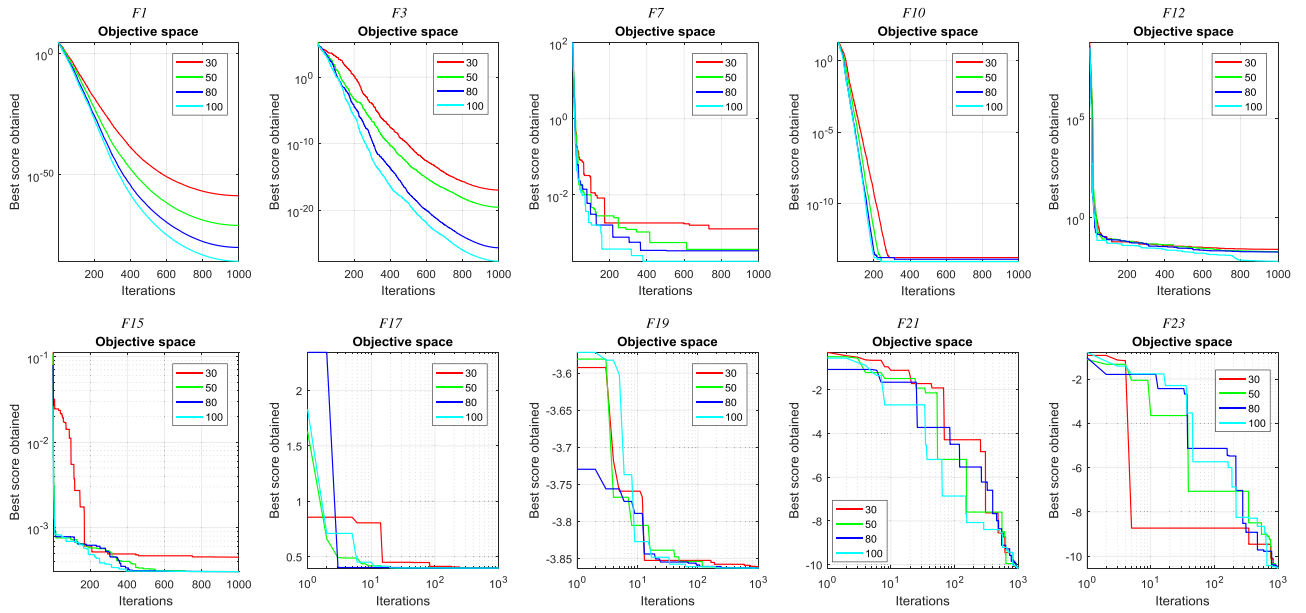 F1
Objective space
Best score obtained
10^0
10^-50
30
50
80
100
200 400 600 800 1000
Iterations
F3
Objective space
Best score obtained
10^0
10^-10
10^-20
30
50
80
100
200 400 600 800 1000
Iterations
F7
Objective space
Best score obtained
10^2
10^0
10^-2
30
50
80
100
200 400 600 800 1000
Iterations
F10
Objective space
Best score obtained
10^0
10^-5
10^-10
30
50
80
100
200 400 600 800 1000
Iterations
F12
Objective space
Best score obtained
10^5
10^0
30
50
80
100
200 400 600 800 1000
Iterations
F15
Objective space
Best score obtained
10^-1
10^-2
10^-3
30
50
80
100
200 400 600 800 1000
Iterations
F17
Objective space
Best score obtained
2
1.5
1
0.5
30
50
80
100
10^0 10^1 10^2 10^3
Iterations
F19
Objective space
Best score obtained
-3.6
-3.65
-3.7
-3.75
-3.8
-3.85
30
50
80
100
10^0 10^1 10^2 10^3
Iterations
F21
Objective space
Best score obtained
-2
-4
-6
-8
-10
30
50
80
100
10^0 10^1 10^2 10^3
Iterations
F23
Objective space
Best score obtained
-2
-4
-6
-8
-10
30
50
80
100
10^0 10^1 10^2 10^3
Iterations